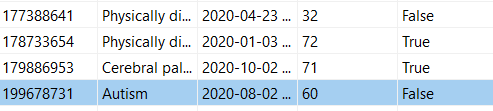 177388641 Physically di... 2020-04-23 ... 32 False
178733654 Physically di... 2020-01-03 ... 72 True
179886953 Cerebral pal... 2020-10-02 ... 71 True
199678731 Autism 2020-08-02 ... 60 False